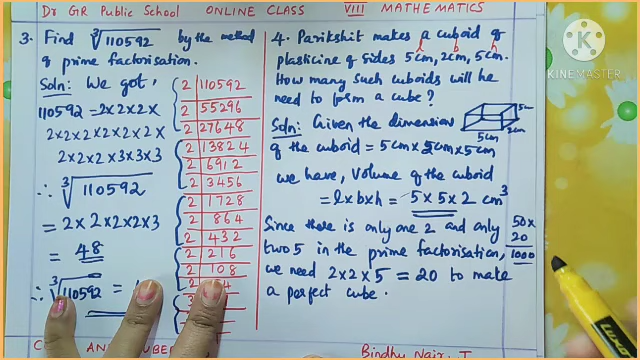 Dr GR Public School ONLINE CLASS VIII MATHEMATICS
3. Find ∛110592 by the method
of prime factorisation.
Soln: We got,
110592 = 2×2×2×
2×2×2×2×2×2×
2×2×2×3×3×3
∴ ∛110592
= 2×2×2×2×3
= 48
∴ ∛110592 =
2 110592
2 55296
2 27648
2 13824
2 6912
2 3456
2 1728
2 864
2 432
2 216
2 108
4. Parikshit makes a cuboid of
l b h
plasticine of sides 5cm, 2cm, 5cm.
How many such cuboids will he
need to form a cube?
Soln: Given the dimension
of the cuboid = 5cm×2cm×5cm
5cm
2cm
5cm
we have, Volume of the cuboid
= l×b×h = 5×5×2 cm³
Since there is only one 2 and only
two 5 in the prime factorisation,
we need 2×2×5 = 20 to make
a perfect cube.
50×
20
1000
Bindhu Nair. T
KINEMASTER